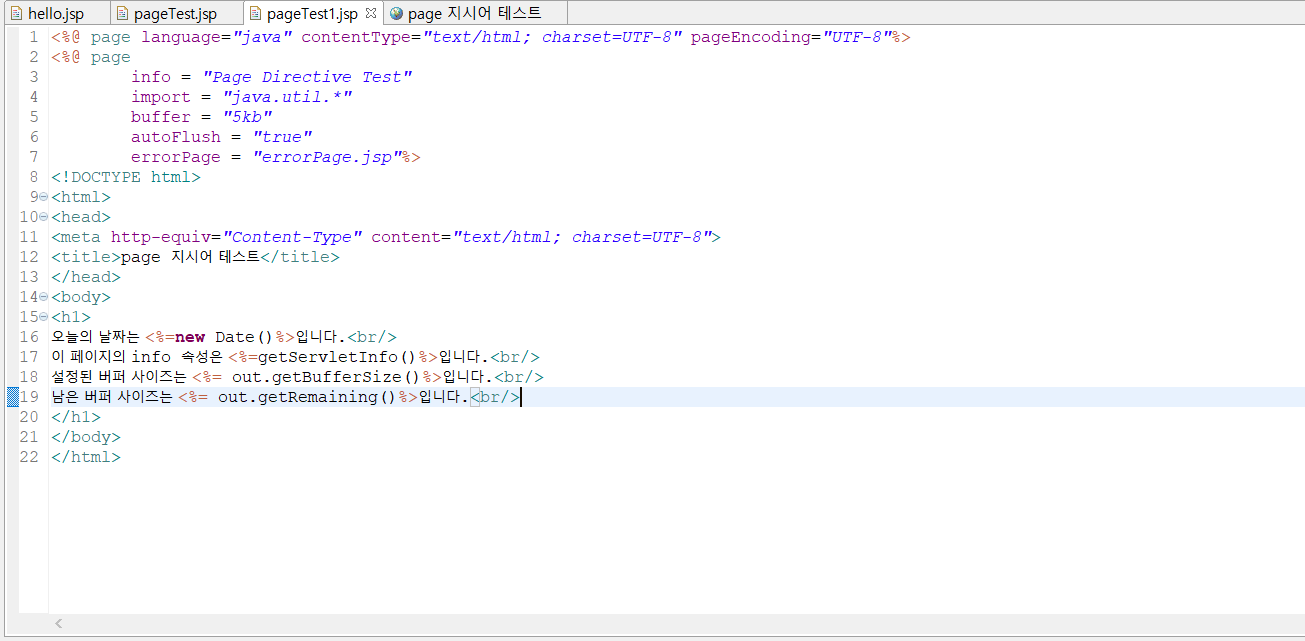 hello.jsp pageTest.jsp pageTest1.jsp page 지시어 테스트
1 <%@ page language="java" contentType="text/html; charset=UTF-8" pageEncoding="UTF-8"%>
2 <%@ page
3 info = "Page Directive Test"
4 import = "java.util.*"
5 buffer = "5kb"
6 autoFlush = "true"
7 errorPage = "errorPage.jsp"%>
8 <!DOCTYPE html>
9 <html>
10 <head>
11 <meta http-equiv="Content-Type" content="text/html; charset=UTF-8">
12 <title>page 지시어 테스트</title>
13 </head>
14 <body>
15 <h1>
16 오늘의 날짜는 <%=new Date()%>입니다.<br/>
17 이 페이지의 info 속성은 <%=getServletInfo()%>입니다.<br/>
18 설정된 버퍼 사이즈는 <%= out.getBufferSize()%>입니다.<br/>
19 남은 버퍼 사이즈는 <%= out.getRemaining()%>입니다.<br/>
20 </h1>
21 </body>
22 </html>